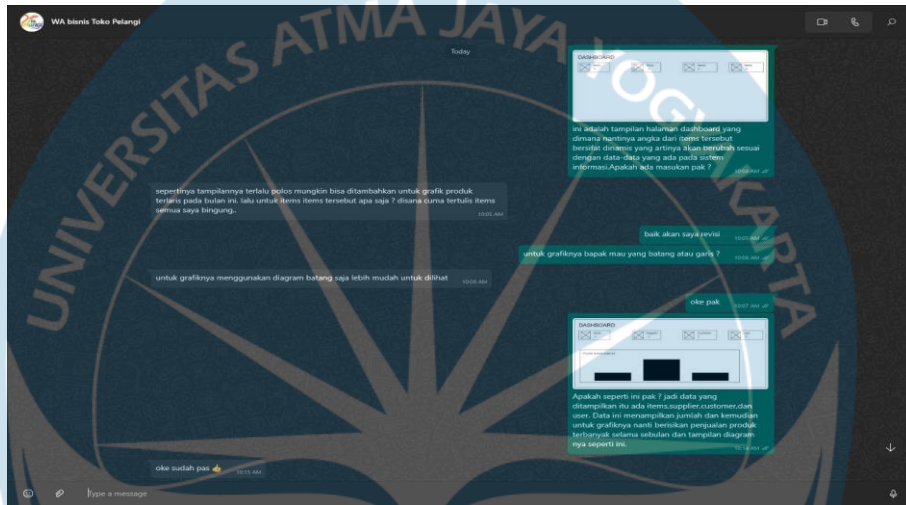 WA bisnis Toko Pelangi
UNIVERSITAS ATMA JAYA YOGYAKARTA
Today
DASHBOARD
ini adalah tampilan halaman dashboard yang
dimana nantinya angka dari items tersebut
bersifat dinamis yang artinya akan berubah sesuai
dengan data-data yang ada pada sistem
informasi.Apakah ada masukan pak ?
sepertinya tampilannya terlalu polos mungkin bisa ditambahkan untuk grafik produk
terlaris pada bulan ini. lalu untuk items items tersebut apa saja ? disana cuma tertulis items
semua saya bingung..
10:05 AM
baik akan saya revisi
10:05 AM
untuk grafiknya bapak mau yang batang atau garis ?
untuk grafiknya menggunakan diagram batang saja lebih mudah untuk dilihat
oke pak
10:07 AM
DASHBOARD
Apakah seperti ini pak ? jadi data yang
ditampilkan itu ada items,supplier,customer,dan
user. Data ini menampilkan jumlah dan kemudian
untuk grafiknya nanti berisikan penjualan produk
terbanyak selama sebulan dan tampilan diagram
nya seperti ini.
oke sudah pas
Type a message